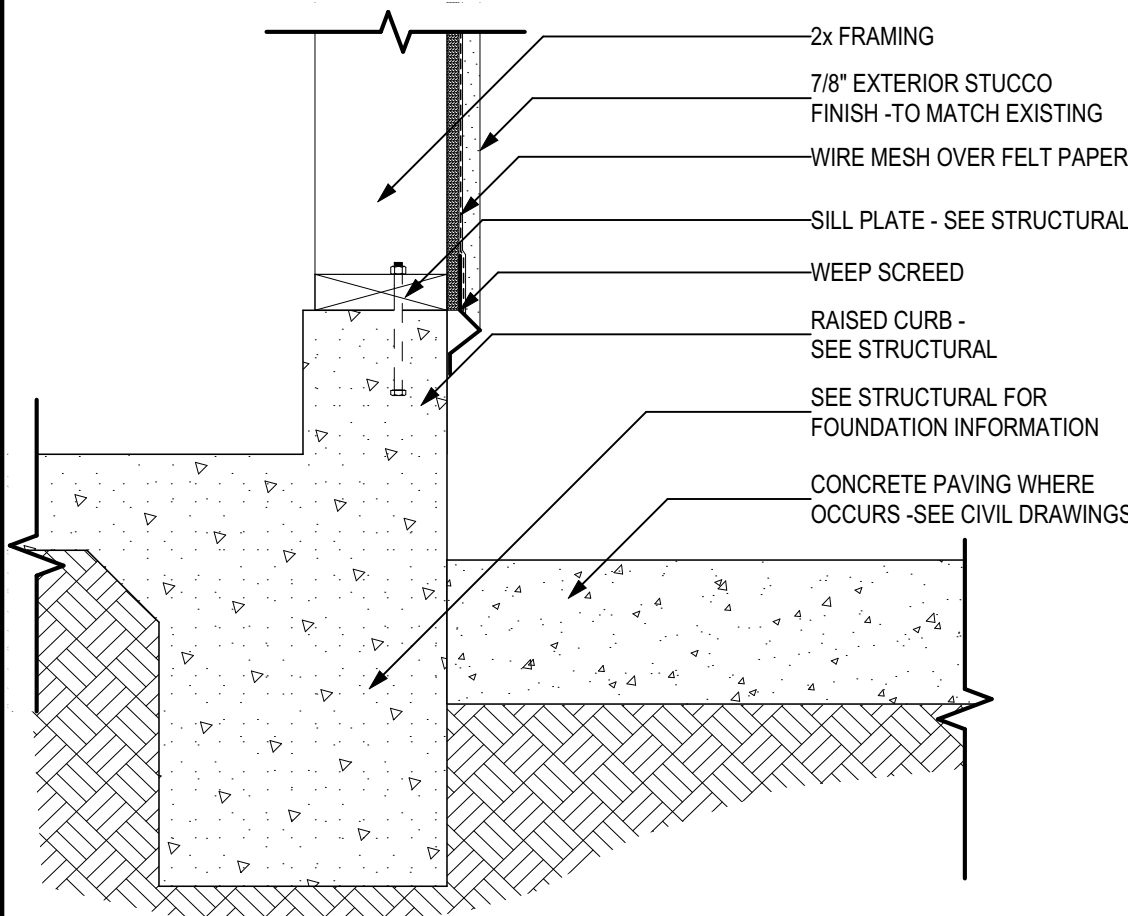 2x FRAMING
7/8" EXTERIOR STUCCO
FINISH -TO MATCH EXISTING
WIRE MESH OVER FELT PAPER
SILL PLATE - SEE STRUCTURAL
WEEP SCREED
RAISED CURB -
SEE STRUCTURAL
SEE STRUCTURAL FOR
FOUNDATION INFORMATION
CONCRETE PAVING WHERE
OCCURS -SEE CIVIL DRAWINGS